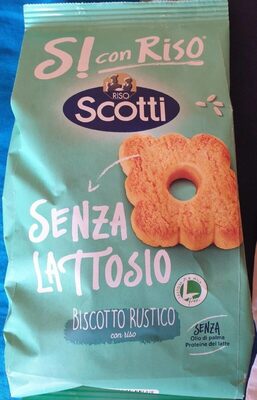 Sì con Riso
RISO
Scotti
SENZA
LATTOSIO
BISCOTTO RUSTICO
con riso
SENZA
Olio di palma
Proteine del latte